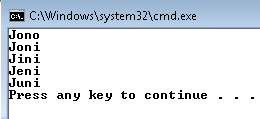 C:\Windows\system32\cmd.exe
Jono
Joni
Jini
Jeni
Juni
Press any key to continue . . .